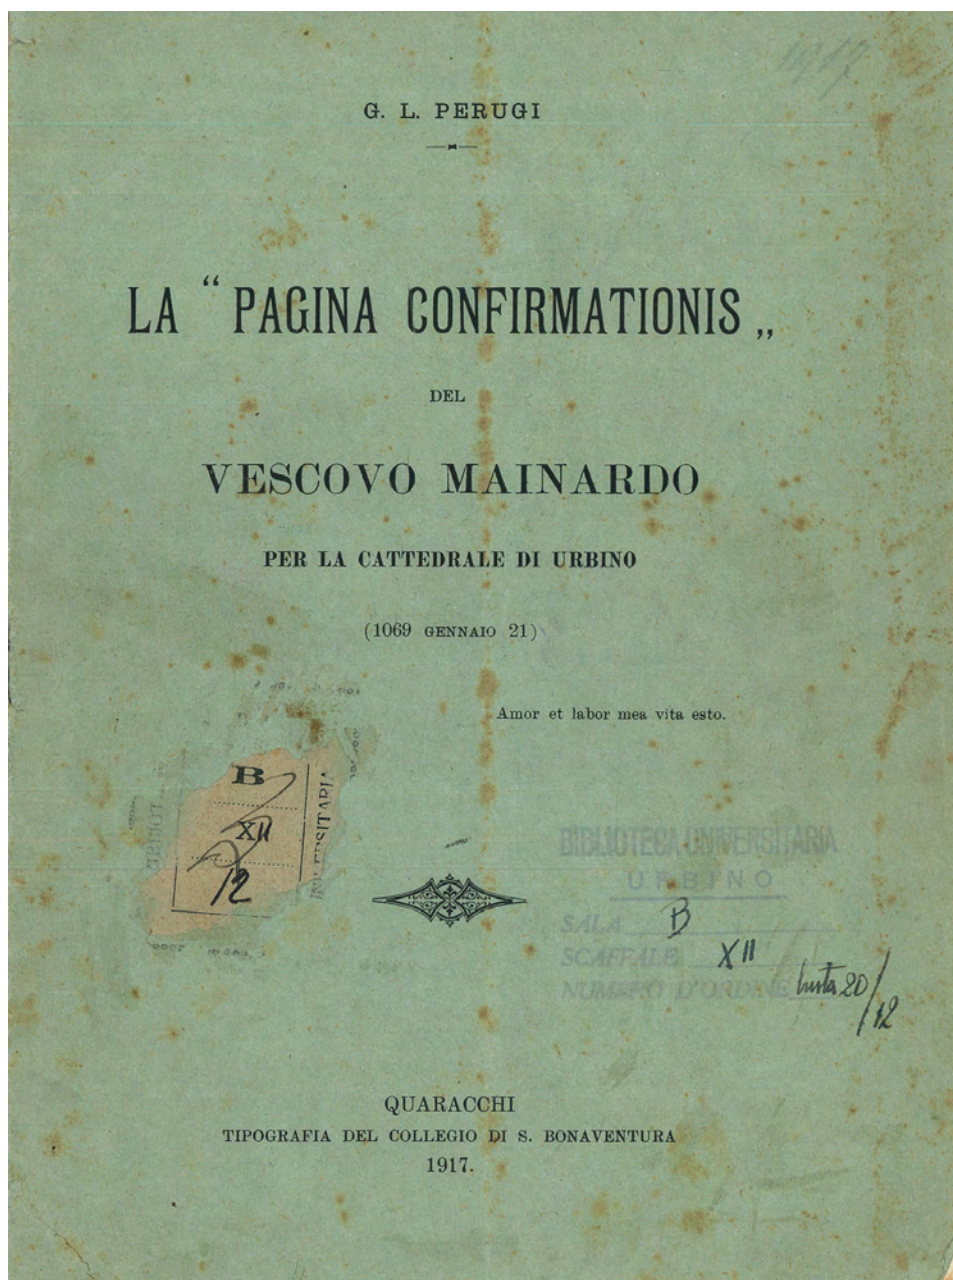 1917
G. L. PERUGI
LA “ PAGINA CONFIRMATIONIS „
DEL
VESCOVO MAINARDO
PER LA CATTEDRALE DI URBINO
(1069 GENNAIO 21)
Amor et labor mea vita esto.
B
XII
12
BIBLIOTECA UNIVERSITARIA
URBINO
SALA B
SCAFFALE XII
NUMERO D'ORDINE busta 20/12
QUARACCHI
TIPOGRAFIA DEL COLLEGIO DI S. BONAVENTURA
1917.